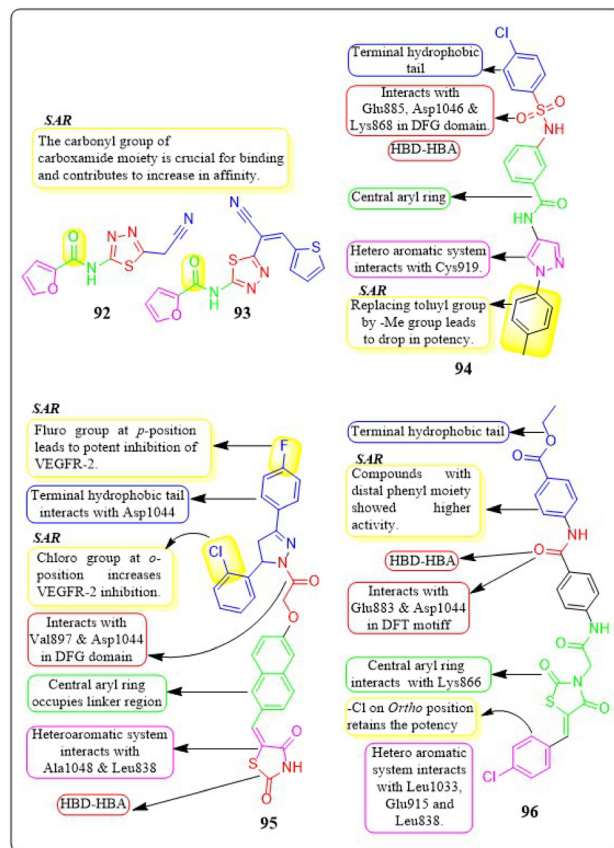 SAR
The carbonyl group of
carboxamide moiety is crucial for binding
and contributes to increase in affinity.
N
O
N
N
N
S
NH
O
92
N
O
S
S
NH
N
N
O
93
Cl
Terminal hydrophobic
tail
Interacts with
Glu885, Asp1046 &
Lys868 in DFG domain.
O
S
O
NH
HBD-HBA
Central aryl ring
O
HN
Hetero aromatic system
interacts with Cys919.
N
N
SAR
Replacing toluyl group
by -Me group leads
to drop in potency.
94
SAR
Fluro group at p-position
leads to potent inhibition of
VEGFR-2.
F
Terminal hydrophobic tail
interacts with Asp1044
SAR
Chloro group at o-
position increases
VEGFR-2 inhibition.
Cl
N
N
O
Interacts with
Val897 & Asp1044
in DFG domain
O
Central aryl ring
occupies linker region
Heteroaromatic system
interacts with
Ala1048 & Leu838
O
S
NH
O
HBD-HBA
95
Terminal hydrophobic tail
O
O
SAR
Compounds with
distal phenyl moiety
showed higher
activity.
NH
HBD-HBA
O
Interacts with
Glu883 & Asp1044
in DFT motiff
NH
O
Central aryl ring
interacts with Lys866
O
N
S
O
-Cl on Ortho position
retains the potency
Cl
Hetero aromatic
system interacts
with Leu1033,
Glu915 and
Leu838.
96